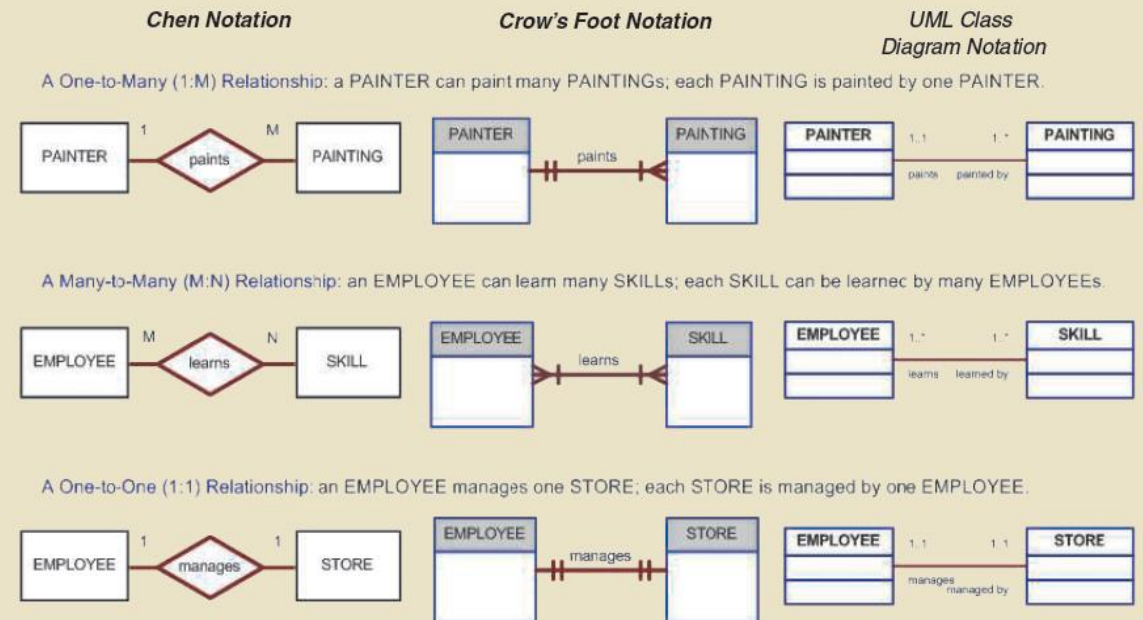 Chen Notation
Crow's Foot Notation
UML Class
Diagram Notation
A One-to-Many (1:M) Relationship: a PAINTER can paint many PAINTINGs; each PAINTING is painted by one PAINTER.
PAINTER 1 paints M PAINTING
PAINTER paints PAINTING
PAINTER 1..1 1..* PAINTING
paints painted by
A Many-to-Many (M:N) Relationship: an EMPLOYEE can learn many SKILLs; each SKILL can be learned by many EMPLOYEEs.
EMPLOYEE M learns N SKILL
EMPLOYEE learns SKILL
EMPLOYEE 1..* 1..* SKILL
learns learned by
A One-to-One (1:1) Relationship: an EMPLOYEE manages one STORE; each STORE is managed by one EMPLOYEE.
EMPLOYEE 1 manages 1 STORE
EMPLOYEE manages STORE
EMPLOYEE 1..1 1..1 STORE
manages
managed by